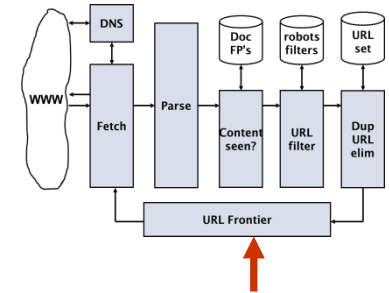 DNS
Doc
FP's
robots
filters
URL
set
WWW
Fetch
Parse
Content
seen?
URL
filter
Dup
URL
elim
URL Frontier